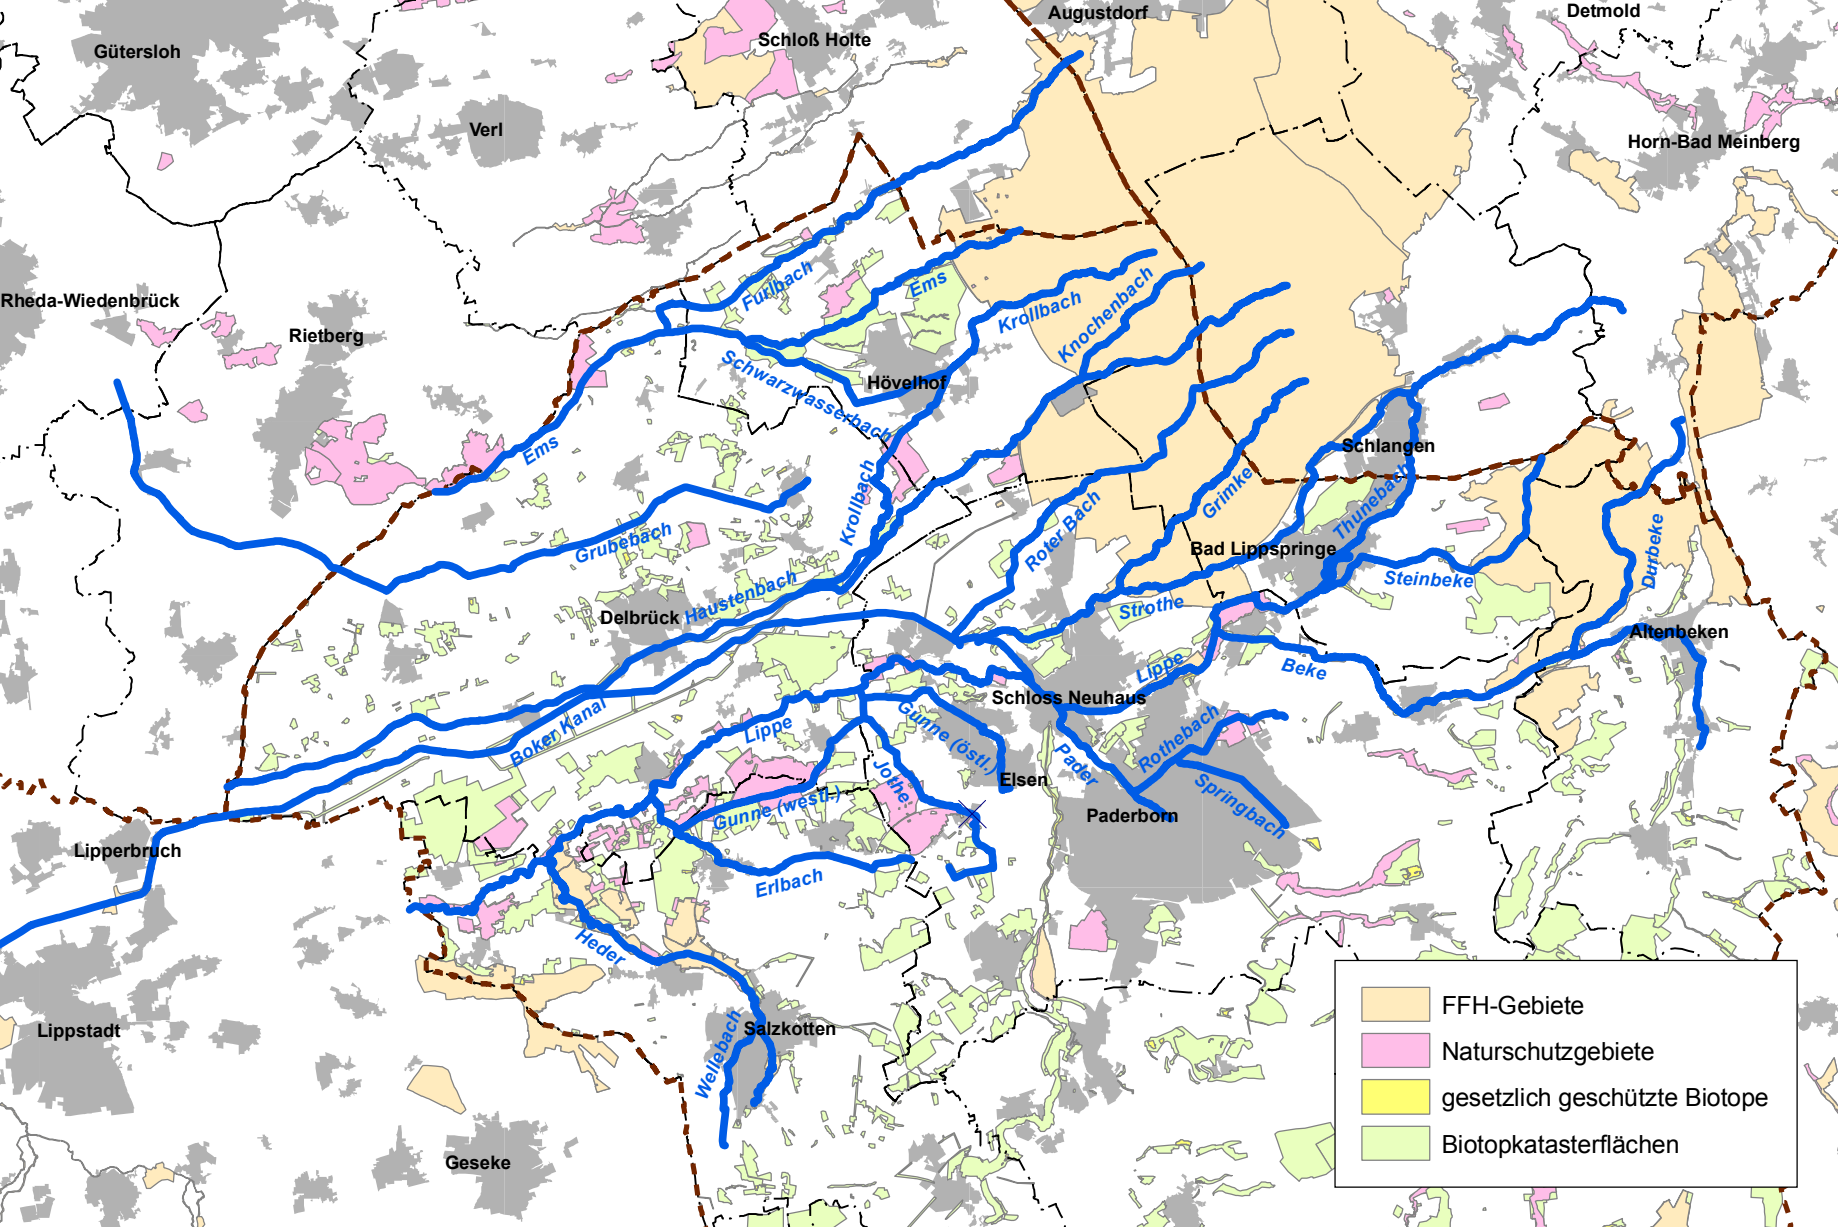 Augustdorf
Detmold
Gütersloh
Schloß Holte
Verl
Horn-Bad Meinberg
Rheda-Wiedenbrück
Rietberg
Furlbach
Ems
Krollbach
Knochenbach
Schwarzwasserbach
Hövelhof
Ems
Schlangen
Krollbach
Grubebach
Roter Bach
Grimke
Thunebach
Bad Lippspringe
Steinbeke
Durbeke
Haustenbach
Delbrück
Strothe
Altenbeken
Lippe
Beke
Schloss Neuhaus
Boker Kanal
Lippe
Gunne (östl.)
Rothebach
Pader
Elsen
Jothe
Springbach
Gunne (westl.)
Paderborn
Lipperbruch
Erlbach
Heder
Lippstadt
Salzkotten
Wellebach
Geseke
FFH-Gebiete
Naturschutzgebiete
gesetzlich geschützte Biotope
Biotopkatasterflächen